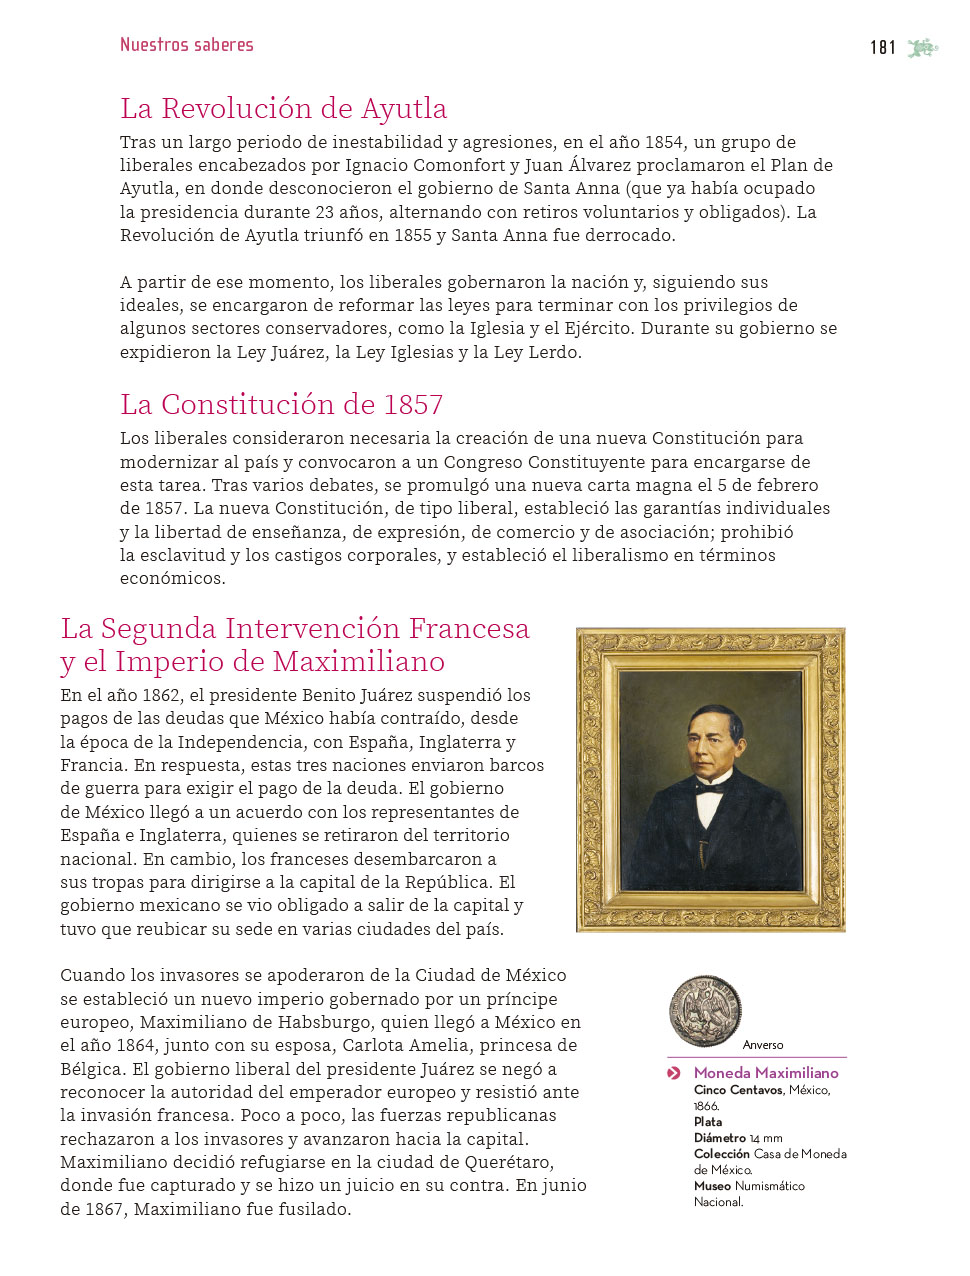 Nuestros saberes
181
La Revolución de Ayutla
Tras un largo periodo de inestabilidad y agresiones, en el año 1854, un grupo de
liberales encabezados por Ignacio Comonfort y Juan Álvarez proclamaron el Plan de
Ayutla, en donde desconocieron el gobierno de Santa Anna (que ya había ocupado
la presidencia durante 23 años, alternando con retiros voluntarios y obligados). La
Revolución de Ayutla triunfó en 1855 y Santa Anna fue derrocado.
A partir de ese momento, los liberales gobernaron la nación y, siguiendo sus
ideales, se encargaron de reformar las leyes para terminar con los privilegios de
algunos sectores conservadores, como la Iglesia y el Ejército. Durante su gobierno se
expidieron la Ley Juárez, la Ley Iglesias y la Ley Lerdo.
La Constitución de 1857
Los liberales consideraron necesaria la creación de una nueva Constitución para
modernizar al país y convocaron a un Congreso Constituyente para encargarse de
esta tarea. Tras varios debates, se promulgó una nueva carta magna el 5 de febrero
de 1857. La nueva Constitución, de tipo liberal, estableció las garantías individuales
y la libertad de enseñanza, de expresión, de comercio y de asociación; prohibió
la esclavitud y los castigos corporales, y estableció el liberalismo en términos
económicos.
La Segunda Intervención Francesa
y el Imperio de Maximiliano
En el año 1862, el presidente Benito Juárez suspendió los
pagos de las deudas que México había contraído, desde
la época de la Independencia, con España, Inglaterra y
Francia. En respuesta, estas tres naciones enviaron barcos
de guerra para exigir el pago de la deuda. El gobierno
de México llegó a un acuerdo con los representantes de
España e Inglaterra, quienes se retiraron del territorio
nacional. En cambio, los franceses desembarcaron a
sus tropas para dirigirse a la capital de la República. El
gobierno mexicano se vio obligado a salir de la capital y
tuvo que reubicar su sede en varias ciudades del país.
Cuando los invasores se apoderaron de la Ciudad de México
se estableció un nuevo imperio gobernado por un príncipe
europeo, Maximiliano de Habsburgo, quien llegó a México en
el año 1864, junto con su esposa, Carlota Amelia, princesa de
Bélgica. El gobierno liberal del presidente Juárez se negó a
reconocer la autoridad del emperador europeo y resistió ante
la invasión francesa. Poco a poco, las fuerzas republicanas
rechazaron a los invasores y avanzaron hacia la capital.
Maximiliano decidió refugiarse en la ciudad de Querétaro,
donde fue capturado y se hizo un juicio en su contra. En junio
de 1867, Maximiliano fue fusilado.
Anverso
Moneda Maximiliano
Cinco Centavos, México,
1866.
Plata
Diámetro 14 mm
Colección Casa de Moneda
de México.
Museo Numismático
Nacional.